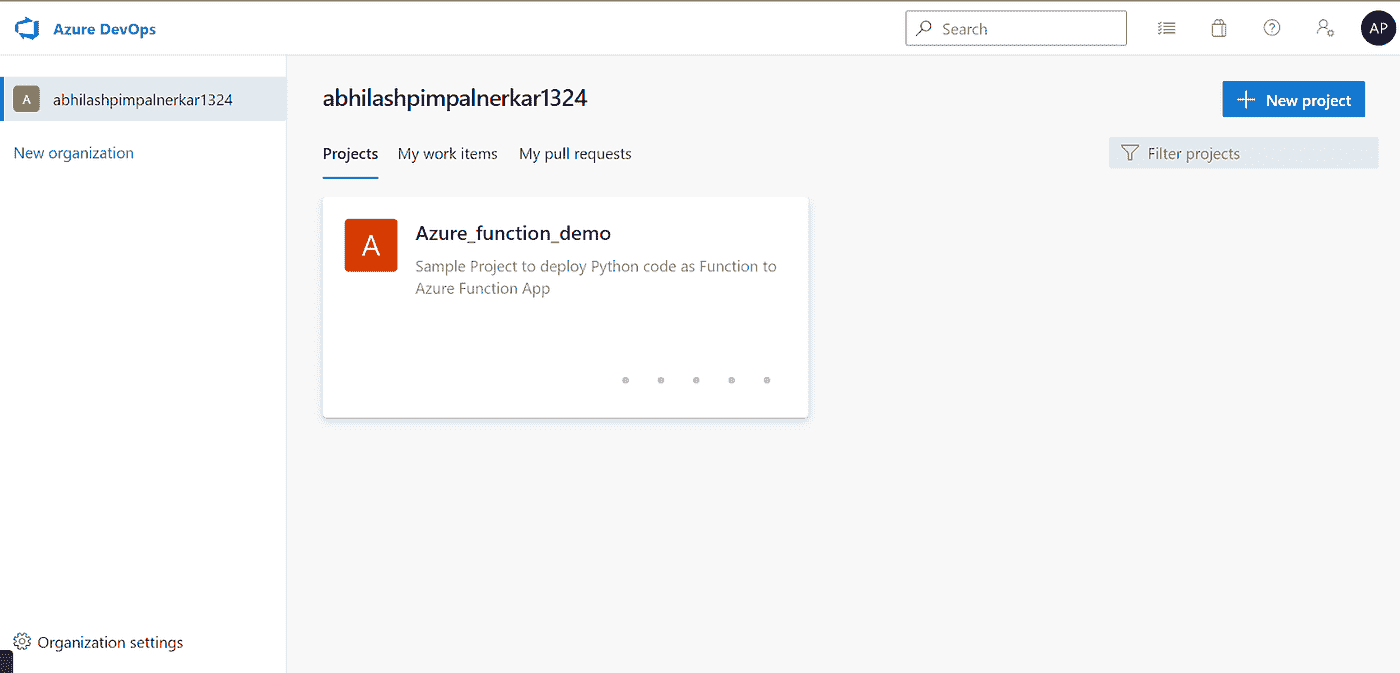 Azure DevOps
Search
AP
A
abhilashpimpalnerkar1324
New organization
abhilashpimpalnerkar1324
New project
Projects
My work items
My pull requests
Filter projects
A
Azure_function_demo
Sample Project to deploy Python code as Function to
Azure Function App
Organization settings